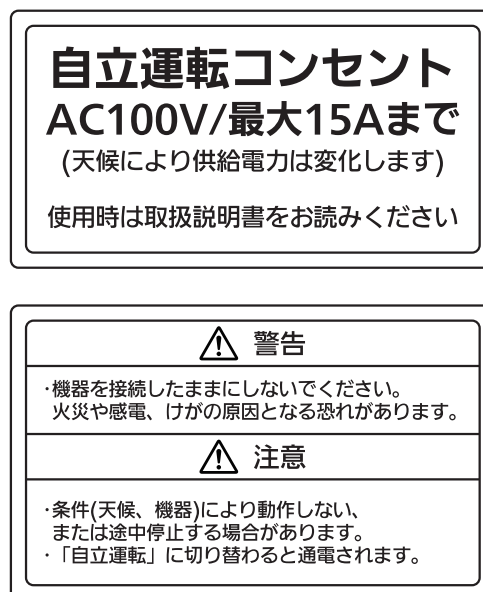 自立運転コンセント
AC100V/最大15Aまで
(天候により供給電力は変化します)
使用時は取扱説明書をお読みください
警告
・機器を接続したままにしないでください。
火災や感電、けがの原因となる恐れがあります。
注意
・条件(天候、機器)により動作しない、
または途中停止する場合があります。
・「自立運転」に切り替わると通電されます。